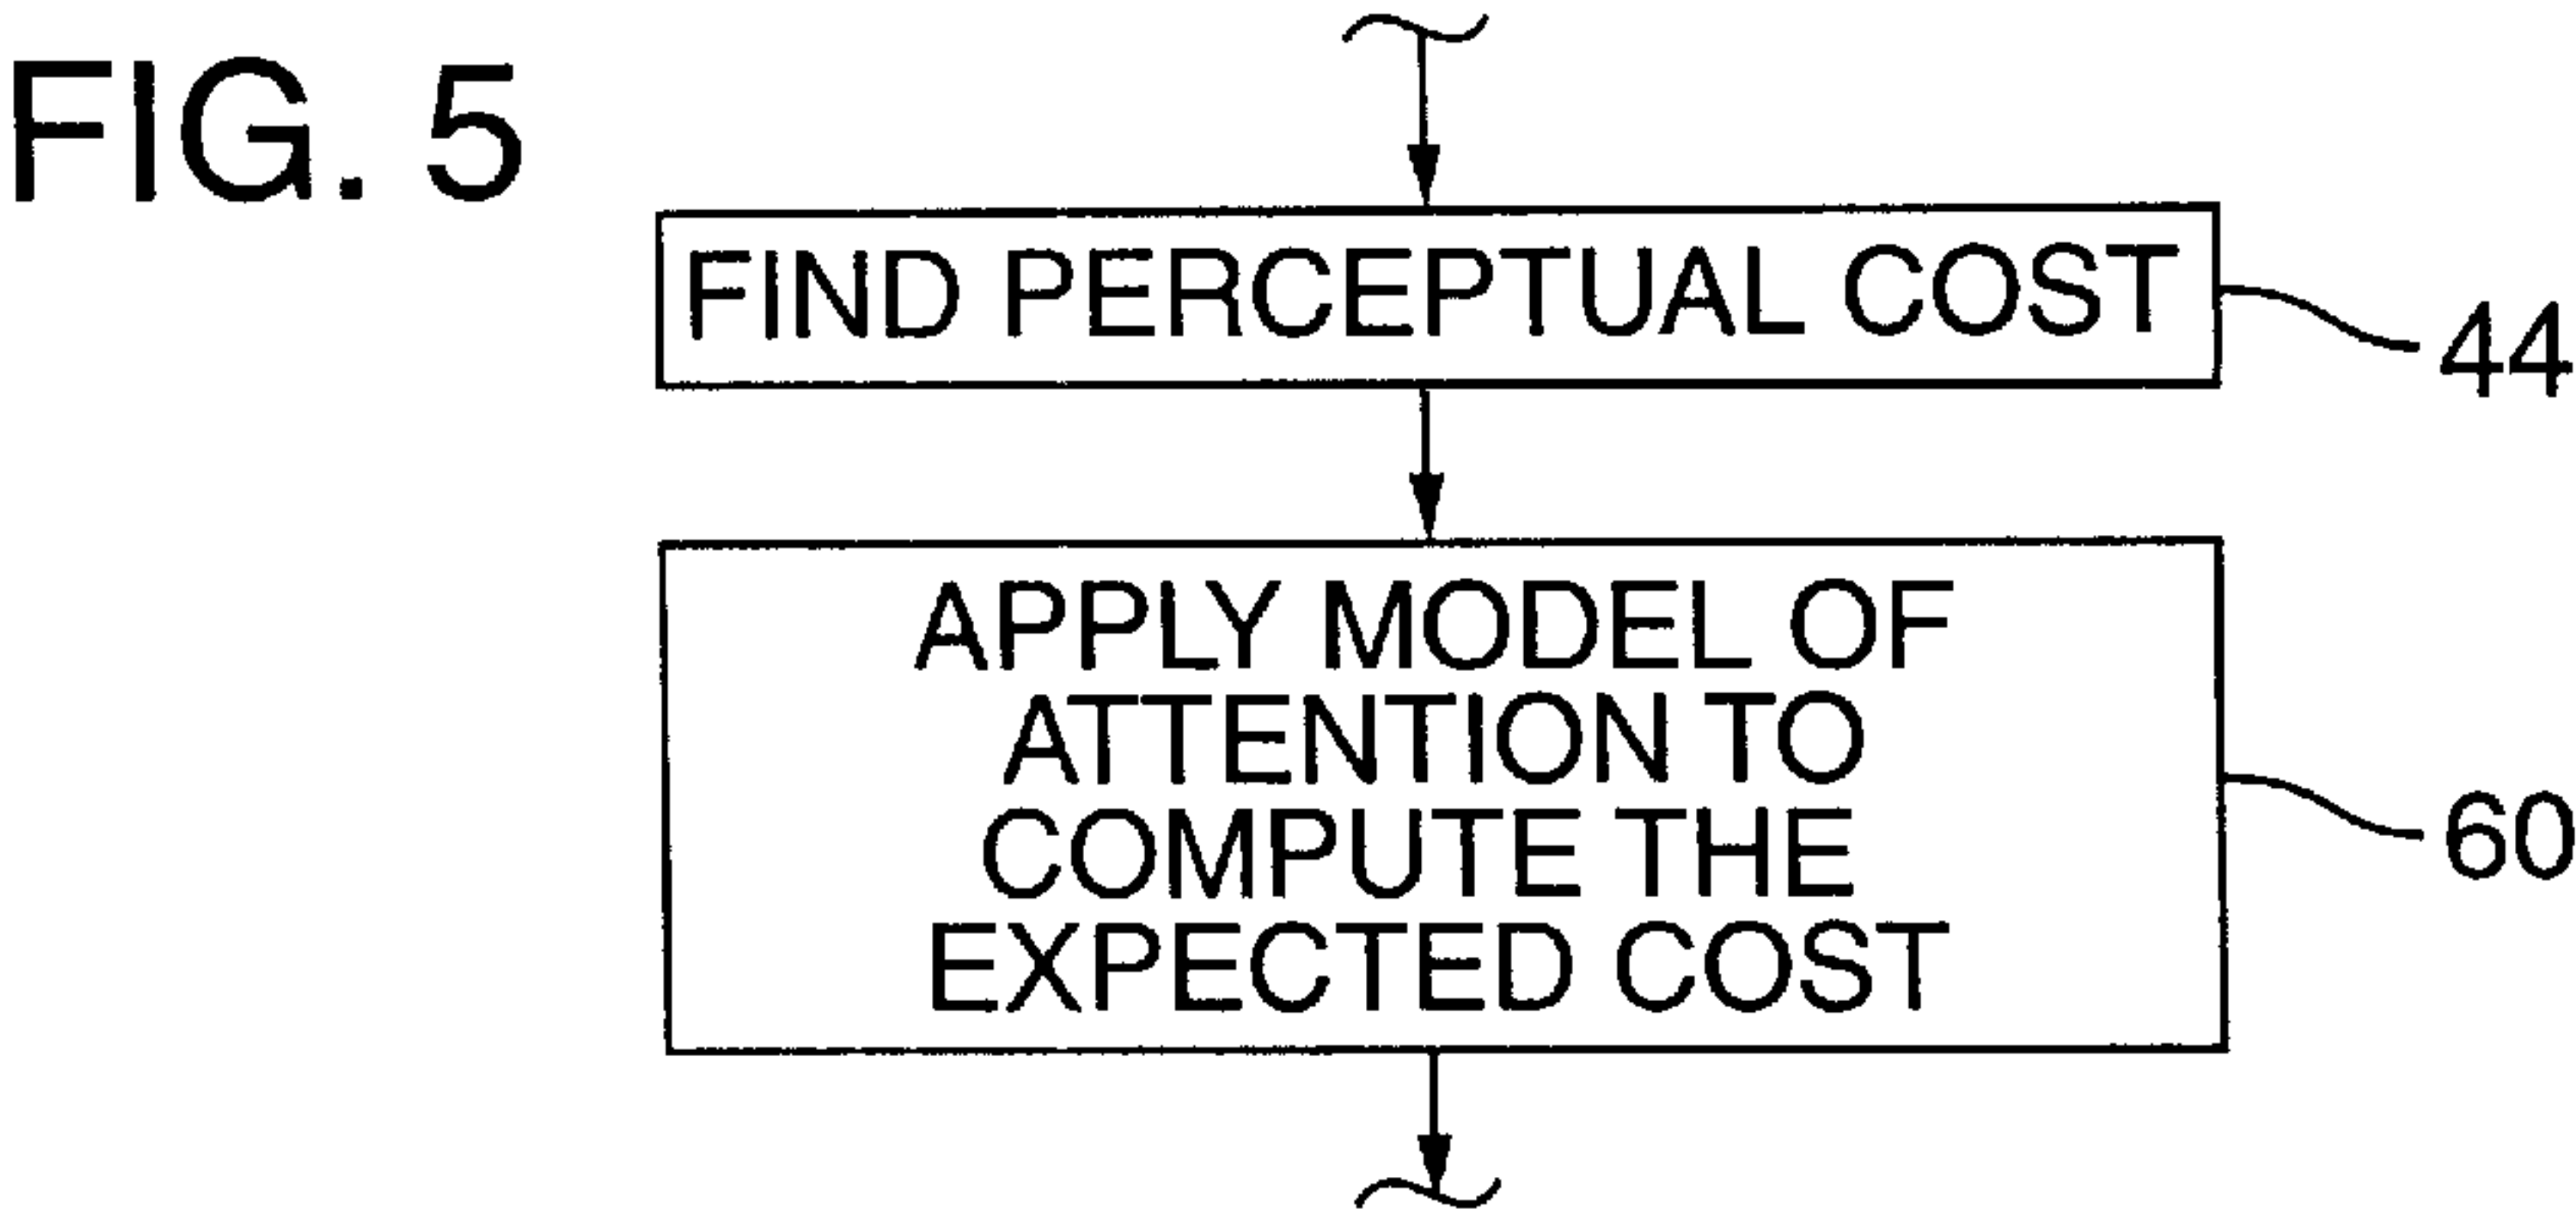 FIG. 5
FIND PERCEPTUAL COST
44
APPLY MODEL OF
ATTENTION TO
COMPUTE THE
EXPECTED COST
60